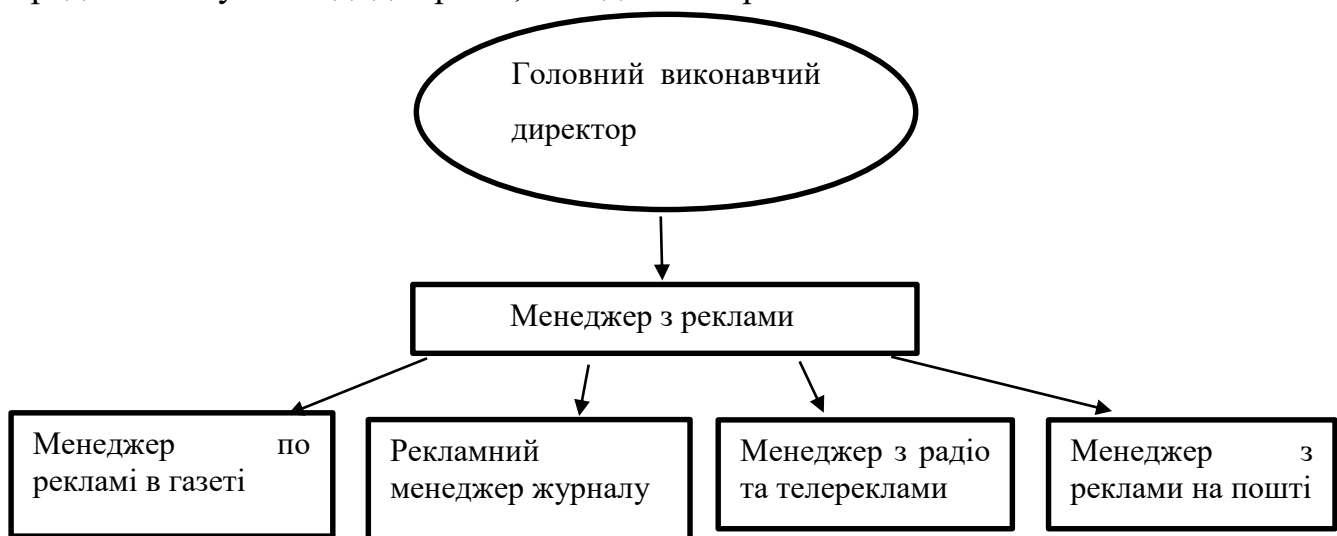 Головний виконавчий
директор
Менеджер з реклами
Менеджер по
рекламі в газеті
Рекламний
менеджер журналу
Менеджер з радіо
та телереклами
Менеджер з
реклами на пошті